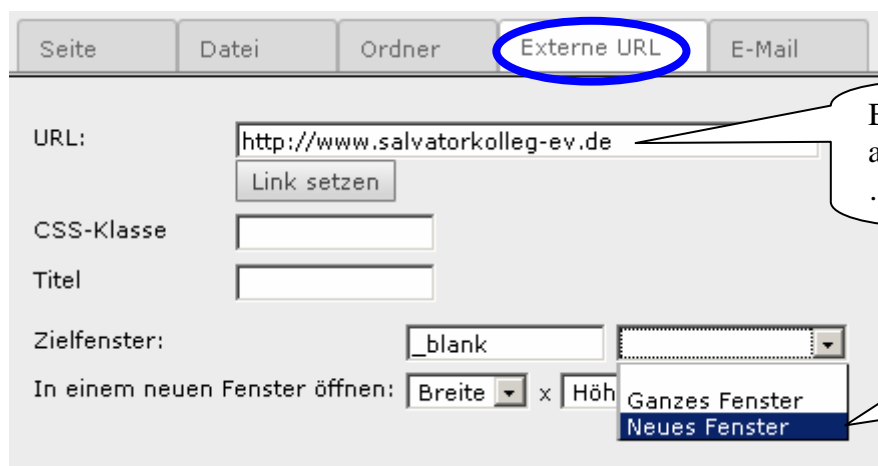 Seite Datei Ordner Externe URL E-Mail
URL: http://www.salvatorkolleg-ev.de
Link setzen
CSS-Klasse
Titel
Zielfenster: _blank
In einem neuen Fenster öffnen: Breite x Höh
Ganzes Fenster
Neues Fenster